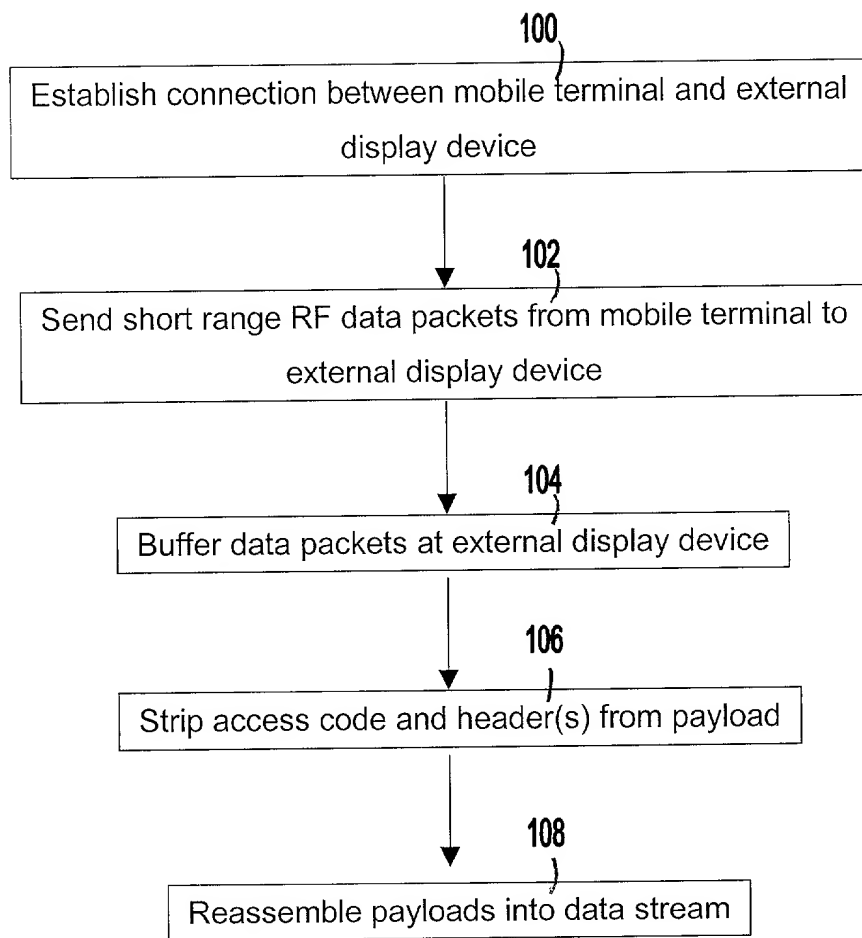 100
Establish connection between mobile terminal and external
display device
102
Send short range RF data packets from mobile terminal to
external display device
104
Buffer data packets at external display device
106
Strip access code and header(s) from payload
108
Reassemble payloads into data stream